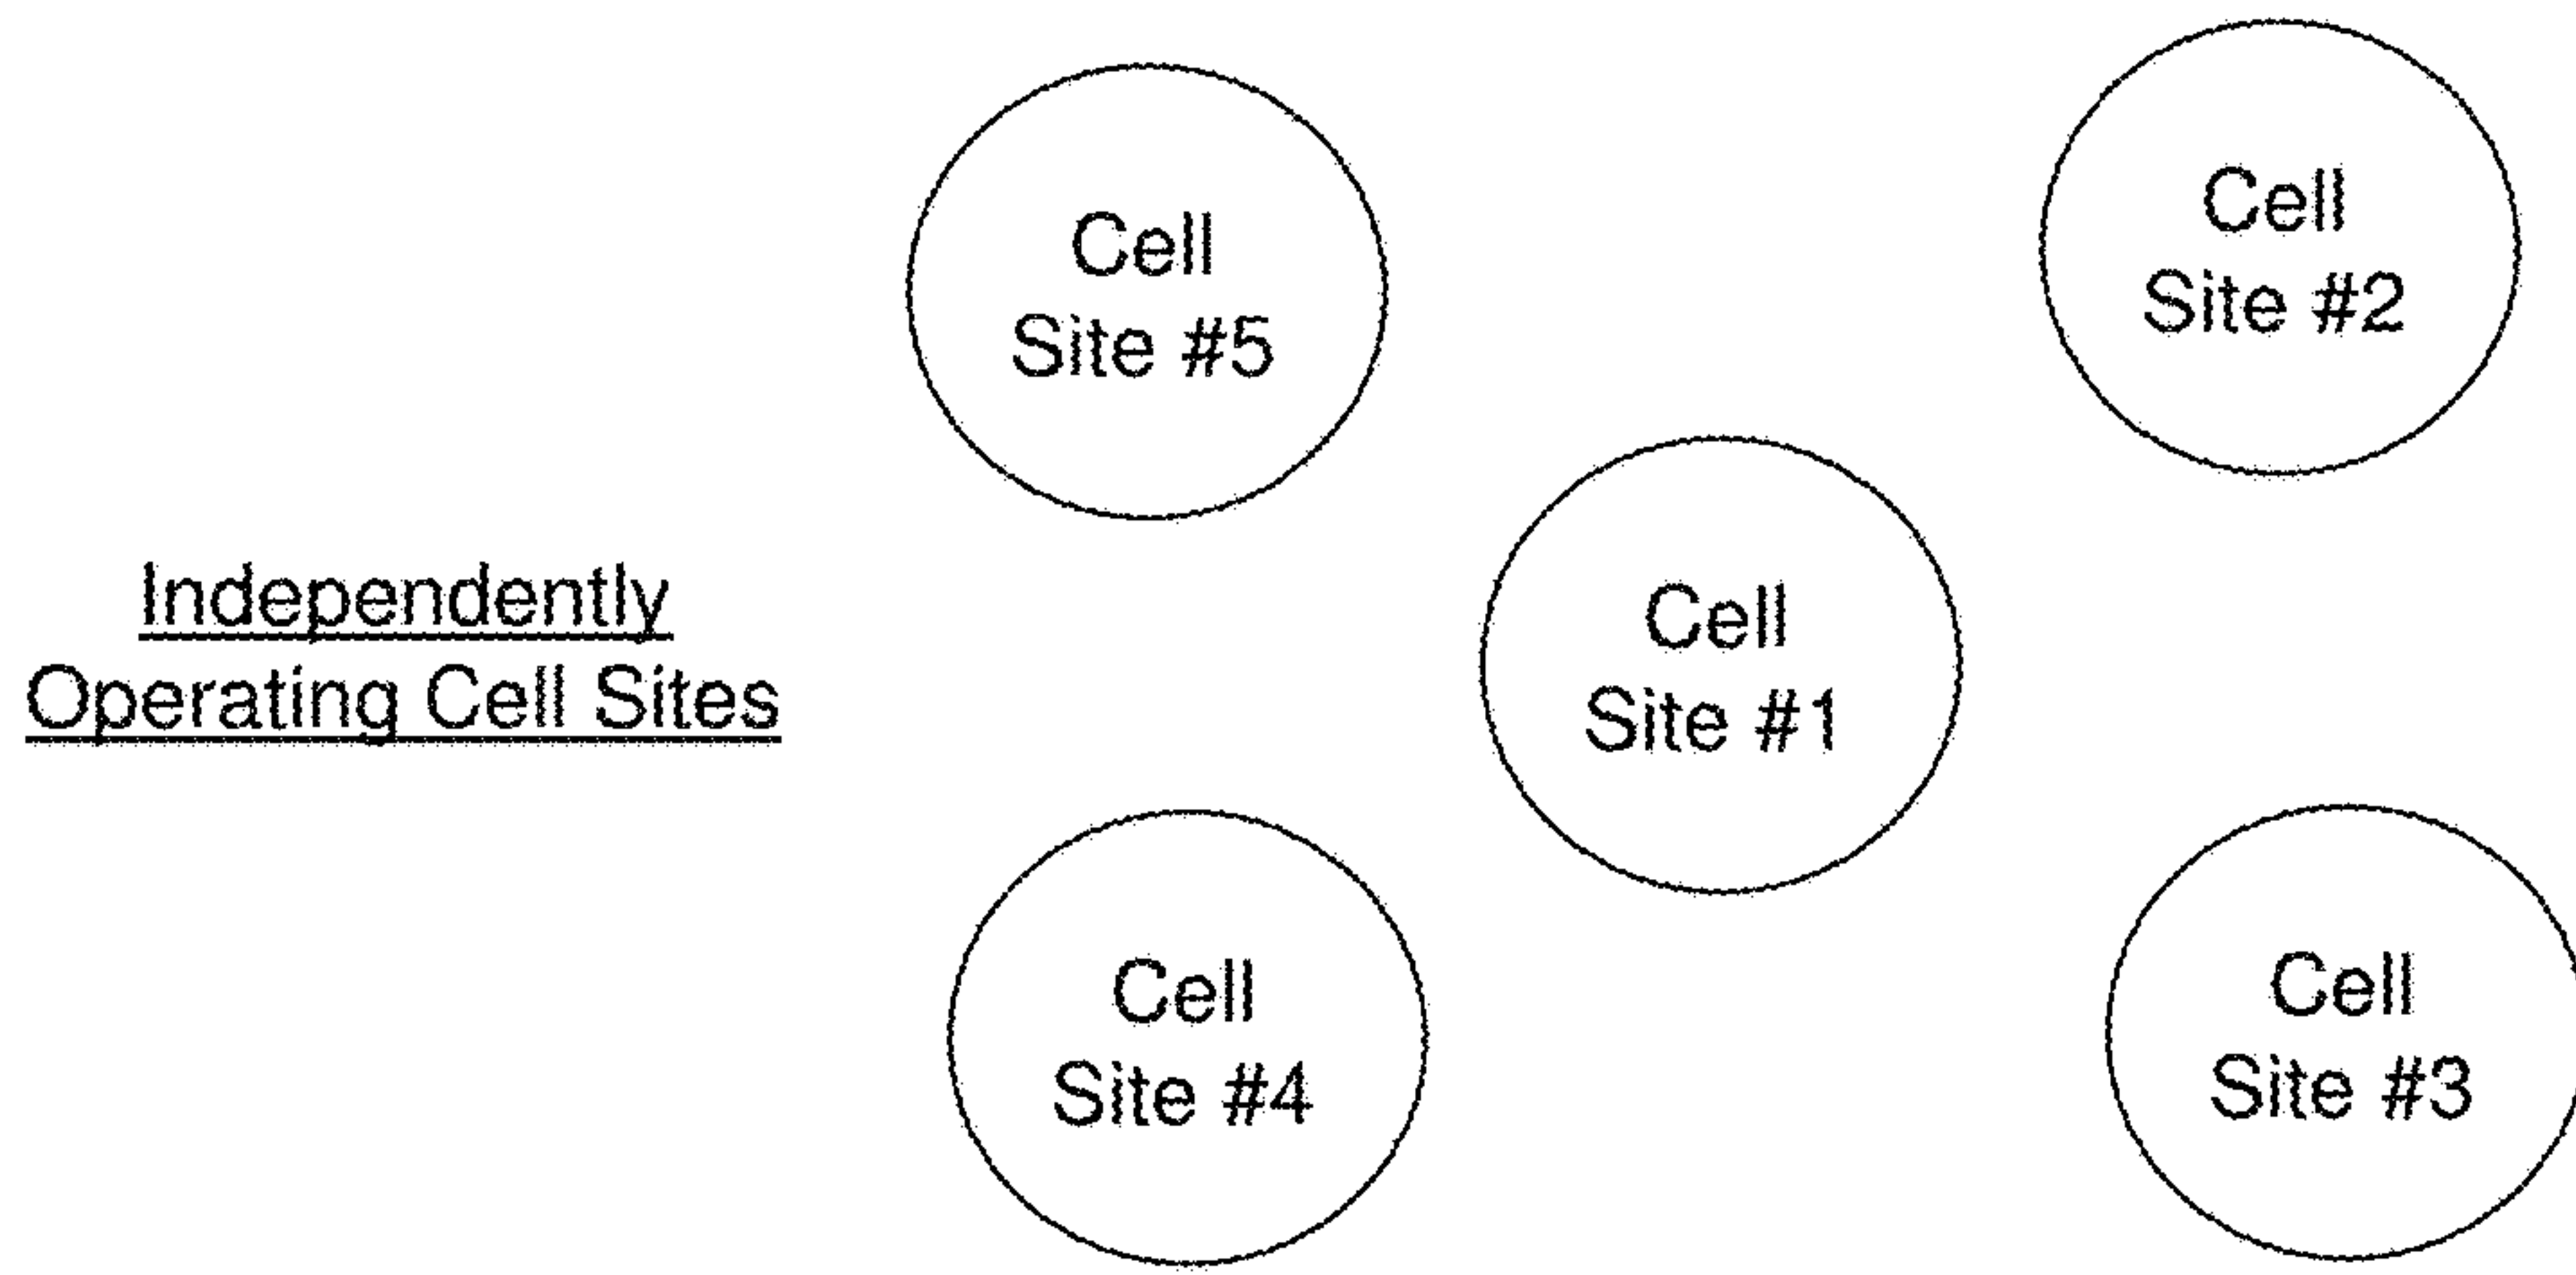 Cell
Site #5
Cell
Site #2
Independently
Operating Cell Sites
Cell
Site #1
Cell
Site #4
Cell
Site #3